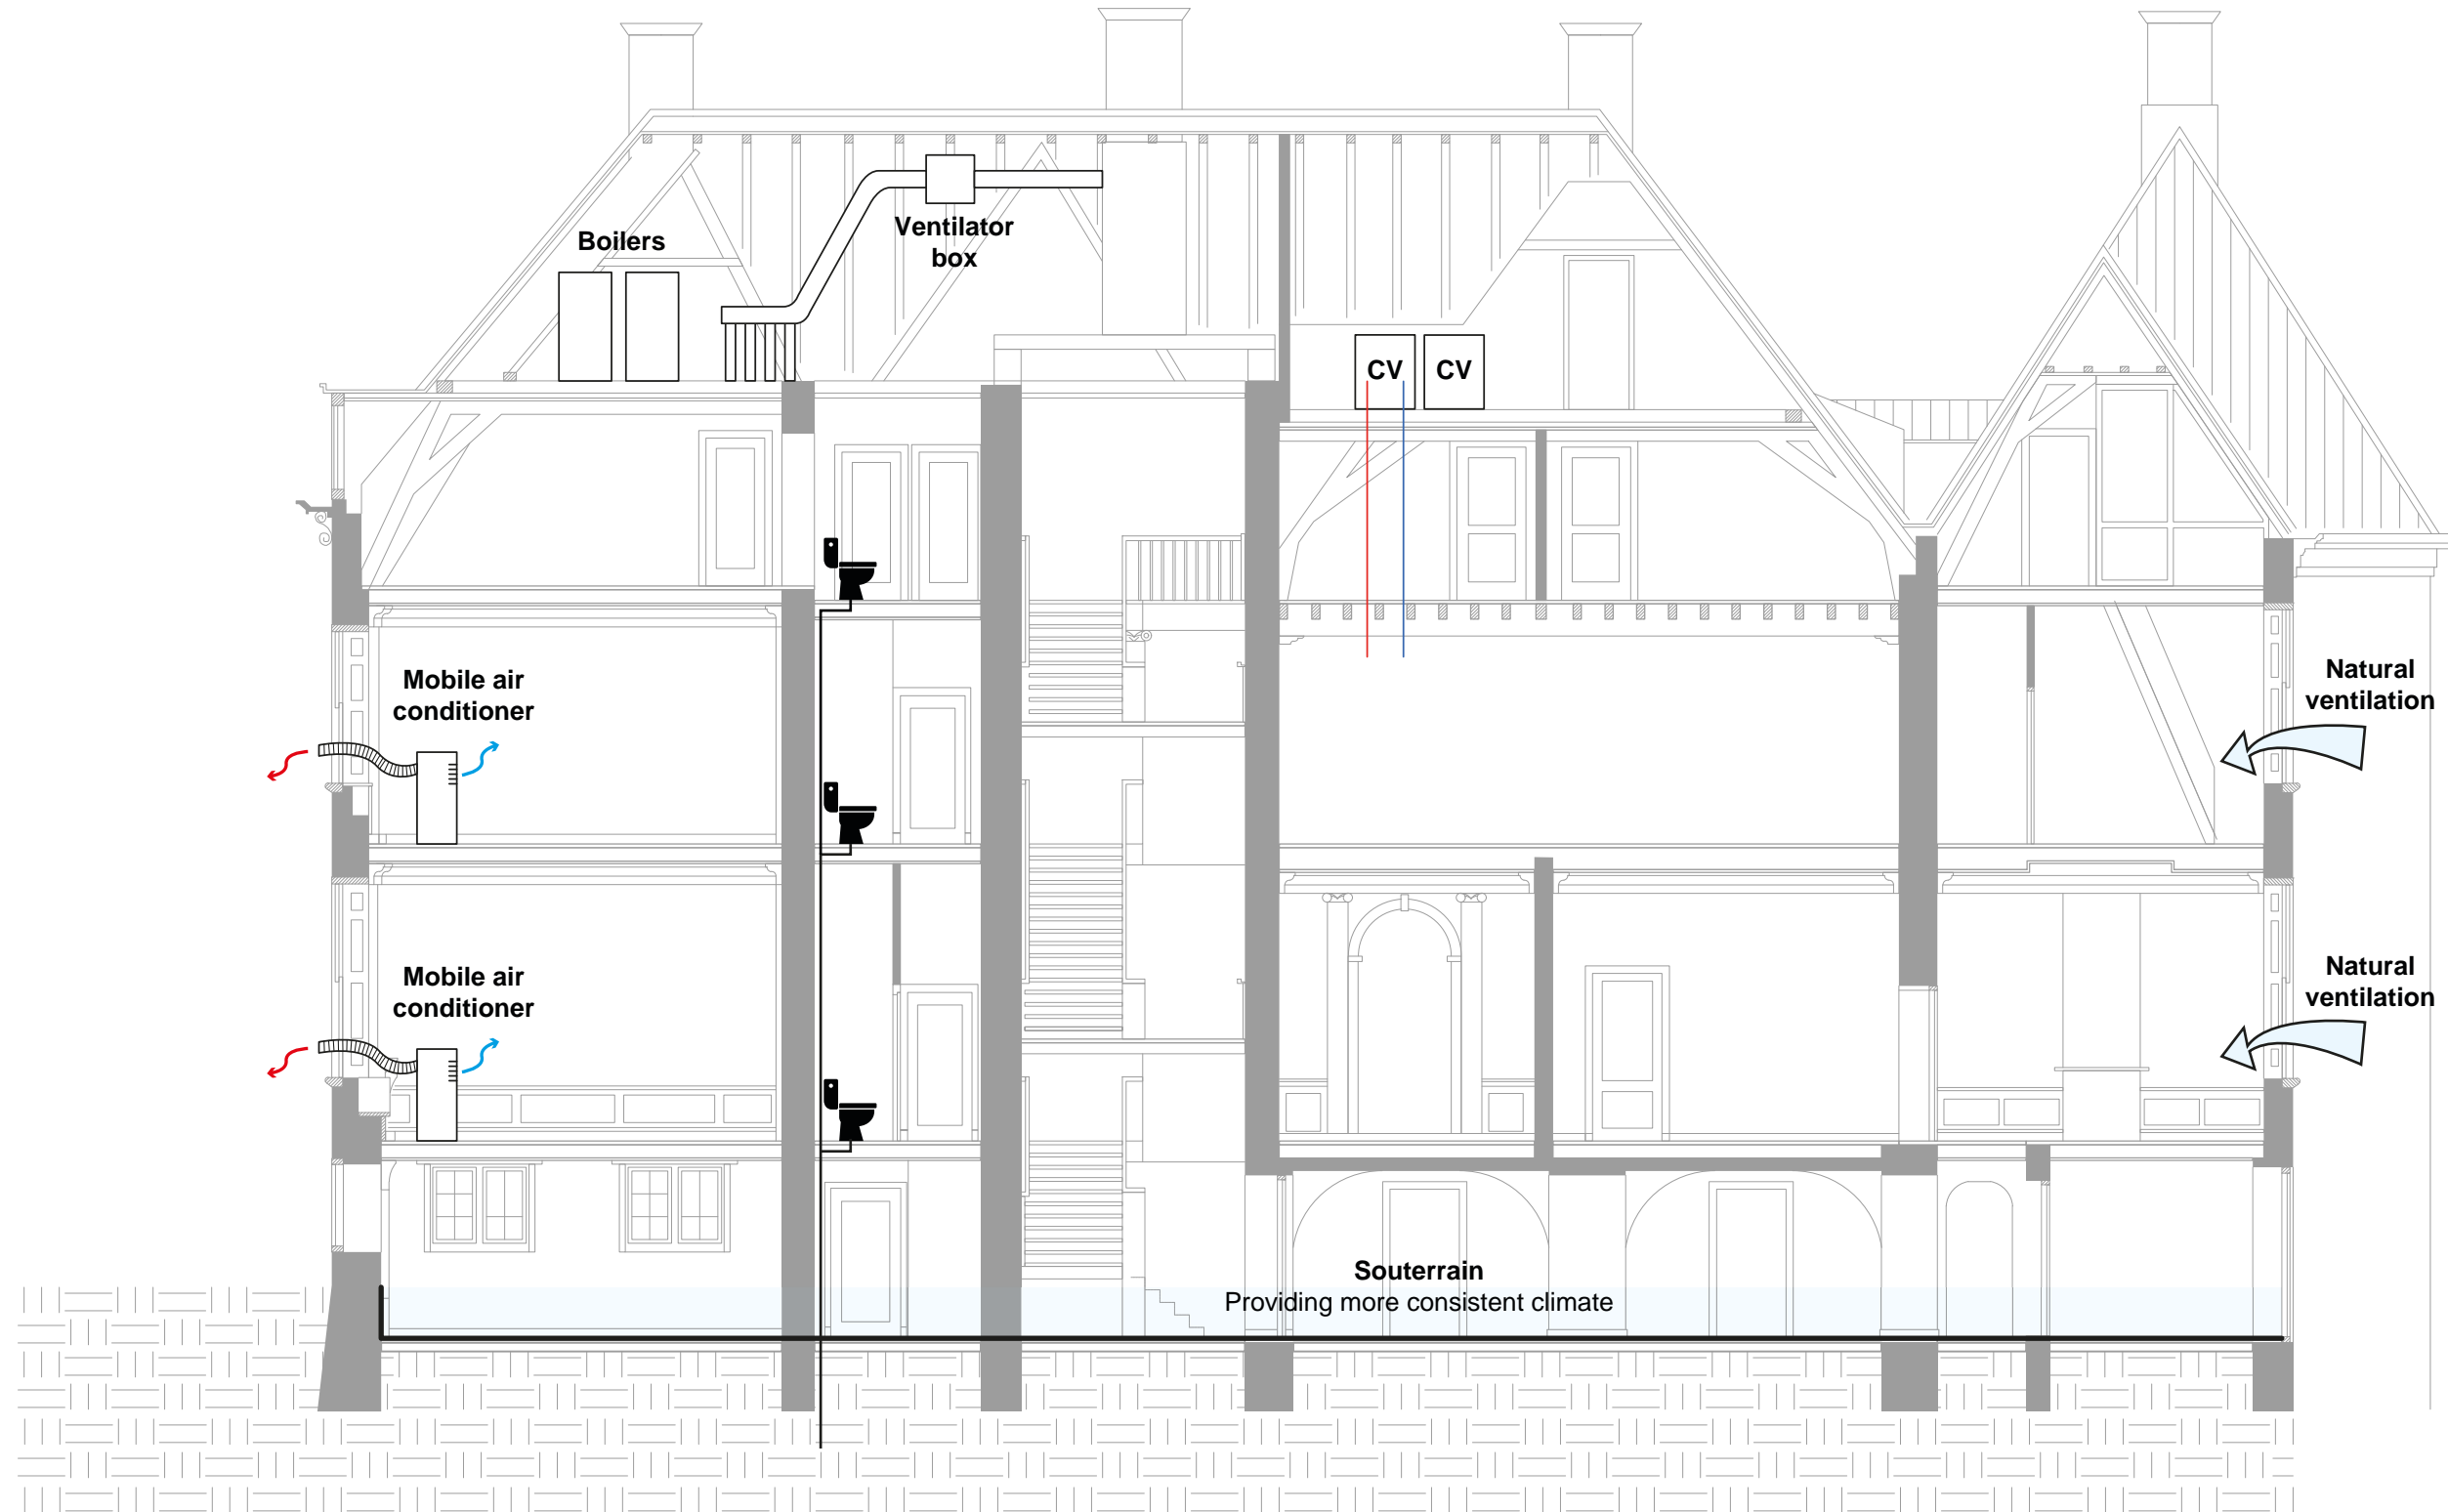 Ventilator
box
Boilers
CV
CV
Mobile air
conditioner
Natural
ventilation
Mobile air
conditioner
Natural
ventilation
Souterrain
Providing more consistent climate